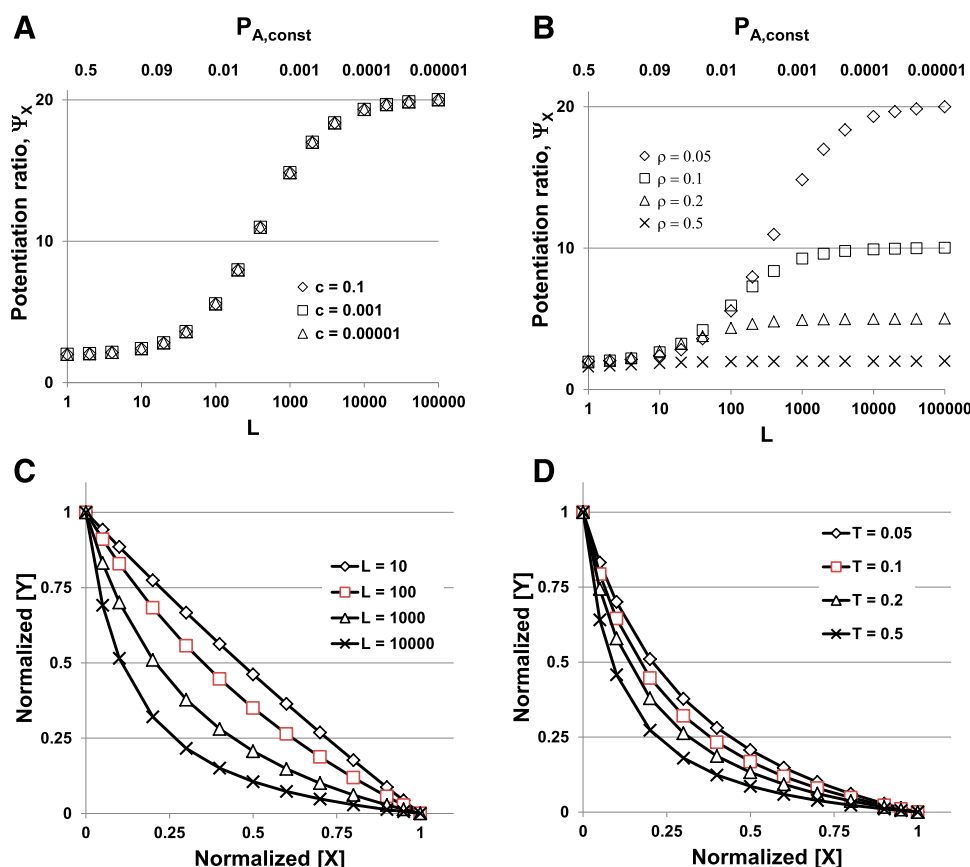 A
P_A,const
0.5 0.09 0.01 0.001 0.0001 0.00001
Potentiation ratio, Ψ_X
20
10
0
c = 0.1
c = 0.001
c = 0.00001
1 10 100 1000 10000 100000
L
B
P_A,const
0.5 0.09 0.01 0.001 0.0001 0.00001
Potentiation ratio, Ψ_X
20
10
0
ρ = 0.05
ρ = 0.1
ρ = 0.2
ρ = 0.5
1 10 100 1000 10000 100000
L
C
Normalized [Y]
1
0.75
0.5
0.25
0
L = 10
L = 100
L = 1000
L = 10000
0 0.25 0.5 0.75 1
Normalized [X]
D
Normalized [Y]
1
0.75
0.5
0.25
0
T = 0.05
T = 0.1
T = 0.2
T = 0.5
0 0.25 0.5 0.75 1
Normalized [X]